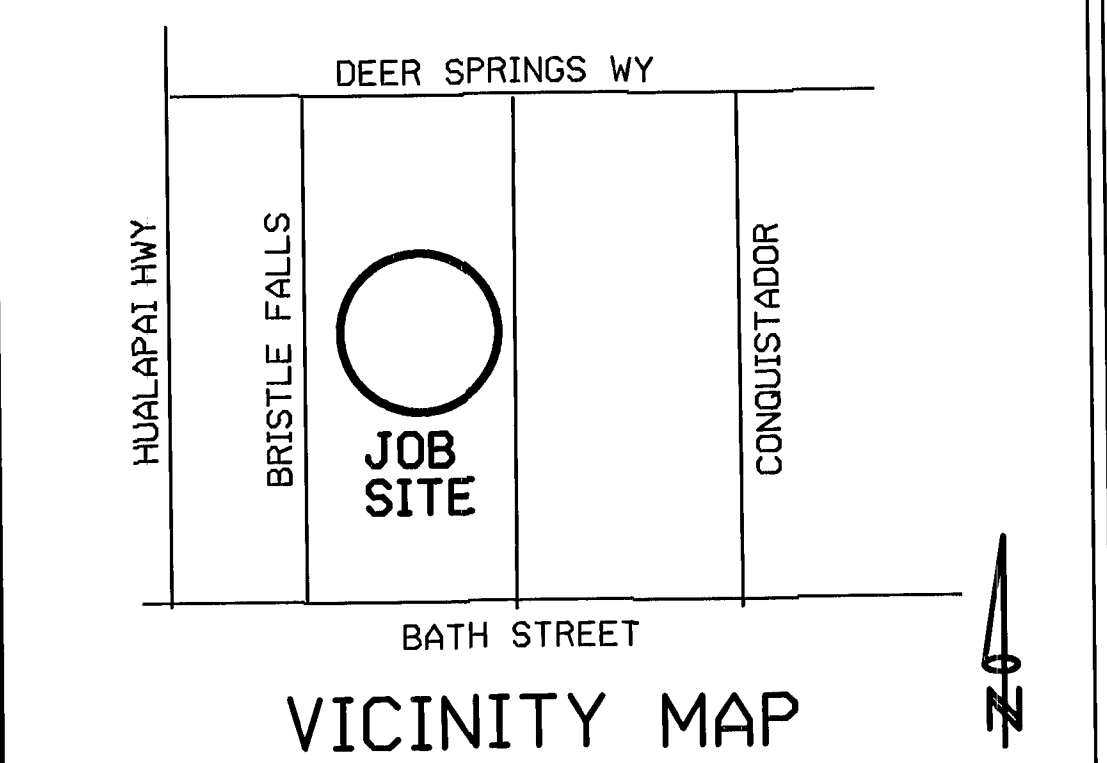 DEER SPRINGS WY
HUALAPAI HWY
BRISTLE FALLS
CONQUISTADOR
JOB
SITE
BATH STREET
VICINITY MAP
N